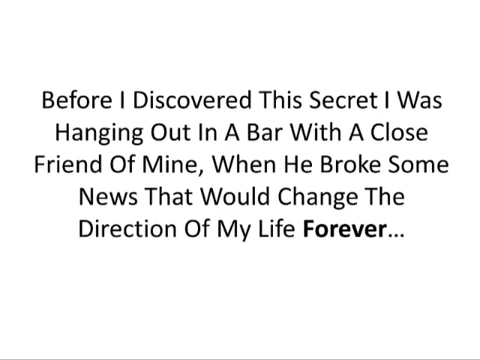 Before I Discovered This Secret I Was
Hanging Out In A Bar With A Close
Friend Of Mine, When He Broke Some
News That Would Change The
Direction Of My Life Forever…